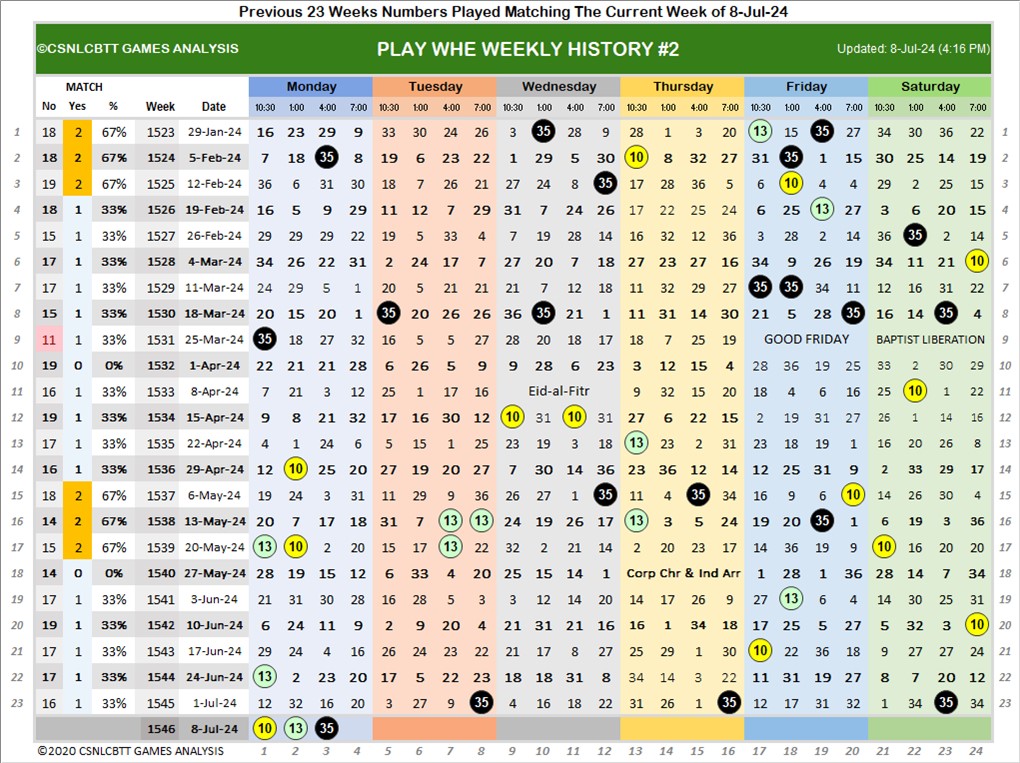 Previous 23 Weeks Numbers Played Matching The Current Week of 8-Jul-24
©CSNLCBTT GAMES ANALYSIS PLAY WHE WEEKLY HISTORY #2 Updated: 8-Jul-24 (4:16 PM)
MATCH Monday Tuesday Wednesday Thursday Friday Saturday
No Yes % Week Date 10:30 1:00 4:00 7:00 10:30 1:00 4:00 7:00 10:30 1:00 4:00 7:00 10:30 1:00 4:00 7:00 10:30 1:00 4:00 7:00 10:30 1:00 4:00 7:00
1 18 2 67% 1523 29-Jan-24 16 23 29 9 33 30 24 26 3 35 28 9 28 1 3 20 13 15 35 27 34 30 36 22 1
2 18 2 67% 1524 5-Feb-24 7 18 35 8 19 6 23 22 1 29 5 30 10 8 32 27 31 35 1 15 30 25 14 19 2
3 19 2 67% 1525 12-Feb-24 36 6 31 30 18 7 26 21 27 24 8 35 17 28 36 5 6 10 4 4 29 2 25 15 3
4 18 1 33% 1526 19-Feb-24 16 5 9 29 11 12 7 29 31 7 24 26 17 22 25 24 6 25 13 27 3 6 20 15 4
5 15 1 33% 1527 26-Feb-24 29 29 29 22 19 5 33 4 7 19 28 14 16 32 12 36 3 28 2 14 36 35 2 14 5
6 17 1 33% 1528 4-Mar-24 34 26 22 31 2 24 17 7 27 20 7 18 27 23 27 16 34 9 26 19 34 11 21 10 6
7 17 1 33% 1529 11-Mar-24 24 29 5 1 20 5 21 21 21 7 12 18 11 32 29 27 35 35 34 11 12 16 31 22 7
8 15 1 33% 1530 18-Mar-24 20 15 20 1 35 20 26 26 36 35 21 1 11 31 14 30 21 5 28 35 16 14 35 4 8
9 11 1 33% 1531 25-Mar-24 35 18 27 32 16 5 5 27 28 20 18 17 18 7 25 19 GOOD FRIDAY BAPTIST LIBERATION 9
10 19 0 0% 1532 1-Apr-24 22 21 21 28 6 26 5 9 9 28 6 23 3 12 15 4 28 36 19 25 33 2 30 29 10
11 16 1 33% 1533 8-Apr-24 7 21 3 12 25 1 17 16 Eid-al-Fitr 9 32 15 20 18 4 6 16 25 10 1 22 11
12 19 1 33% 1534 15-Apr-24 9 8 21 32 17 16 30 12 10 31 10 31 27 6 22 15 2 19 31 27 26 1 14 16 12
13 17 1 33% 1535 22-Apr-24 4 1 24 6 5 15 1 25 23 19 3 18 13 23 2 31 23 18 19 1 16 20 26 8 13
14 16 1 33% 1536 29-Apr-24 12 10 25 20 27 19 20 27 7 30 14 36 23 36 12 14 12 25 31 9 2 33 29 17 14
15 18 2 67% 1537 6-May-24 19 24 3 31 11 29 9 36 26 27 1 35 11 4 35 34 16 9 6 10 14 26 30 4 15
16 14 2 67% 1538 13-May-24 20 7 17 18 31 7 13 13 24 19 26 17 13 3 5 24 19 20 35 1 6 19 3 36 16
17 15 2 67% 1539 20-May-24 13 10 2 20 15 17 13 22 32 2 21 14 2 20 23 17 14 36 19 9 10 16 20 20 17
18 14 0 0% 1540 27-May-24 28 19 15 12 6 33 4 20 25 15 14 1 Corp Chr & Ind Arr 1 28 1 36 28 14 7 34 18
19 17 1 33% 1541 3-Jun-24 21 31 30 28 16 28 5 3 3 12 14 20 14 17 26 9 27 13 6 4 14 30 25 31 19
20 19 1 33% 1542 10-Jun-24 6 24 11 9 2 9 20 4 21 31 21 16 16 1 34 18 17 25 5 27 5 32 3 10 20
21 17 1 33% 1543 17-Jun-24 29 24 4 16 26 24 23 22 21 8 17 27 25 29 1 30 10 22 36 18 9 27 27 24 21
22 17 1 33% 1544 24-Jun-24 13 2 23 20 17 5 22 23 18 18 31 8 34 14 3 22 11 31 19 27 8 7 20 12 22
23 16 1 33% 1545 1-Jul-24 12 32 16 20 3 27 9 35 4 16 18 22 31 26 1 35 12 17 31 32 1 34 35 34 23
1546 8-Jul-24 10 13 35
©2020 CSNLCBTT GAMES ANALYSIS 1 2 3 4 5 6 7 8 9 10 11 12 13 14 15 16 17 18 19 20 21 22 23 24